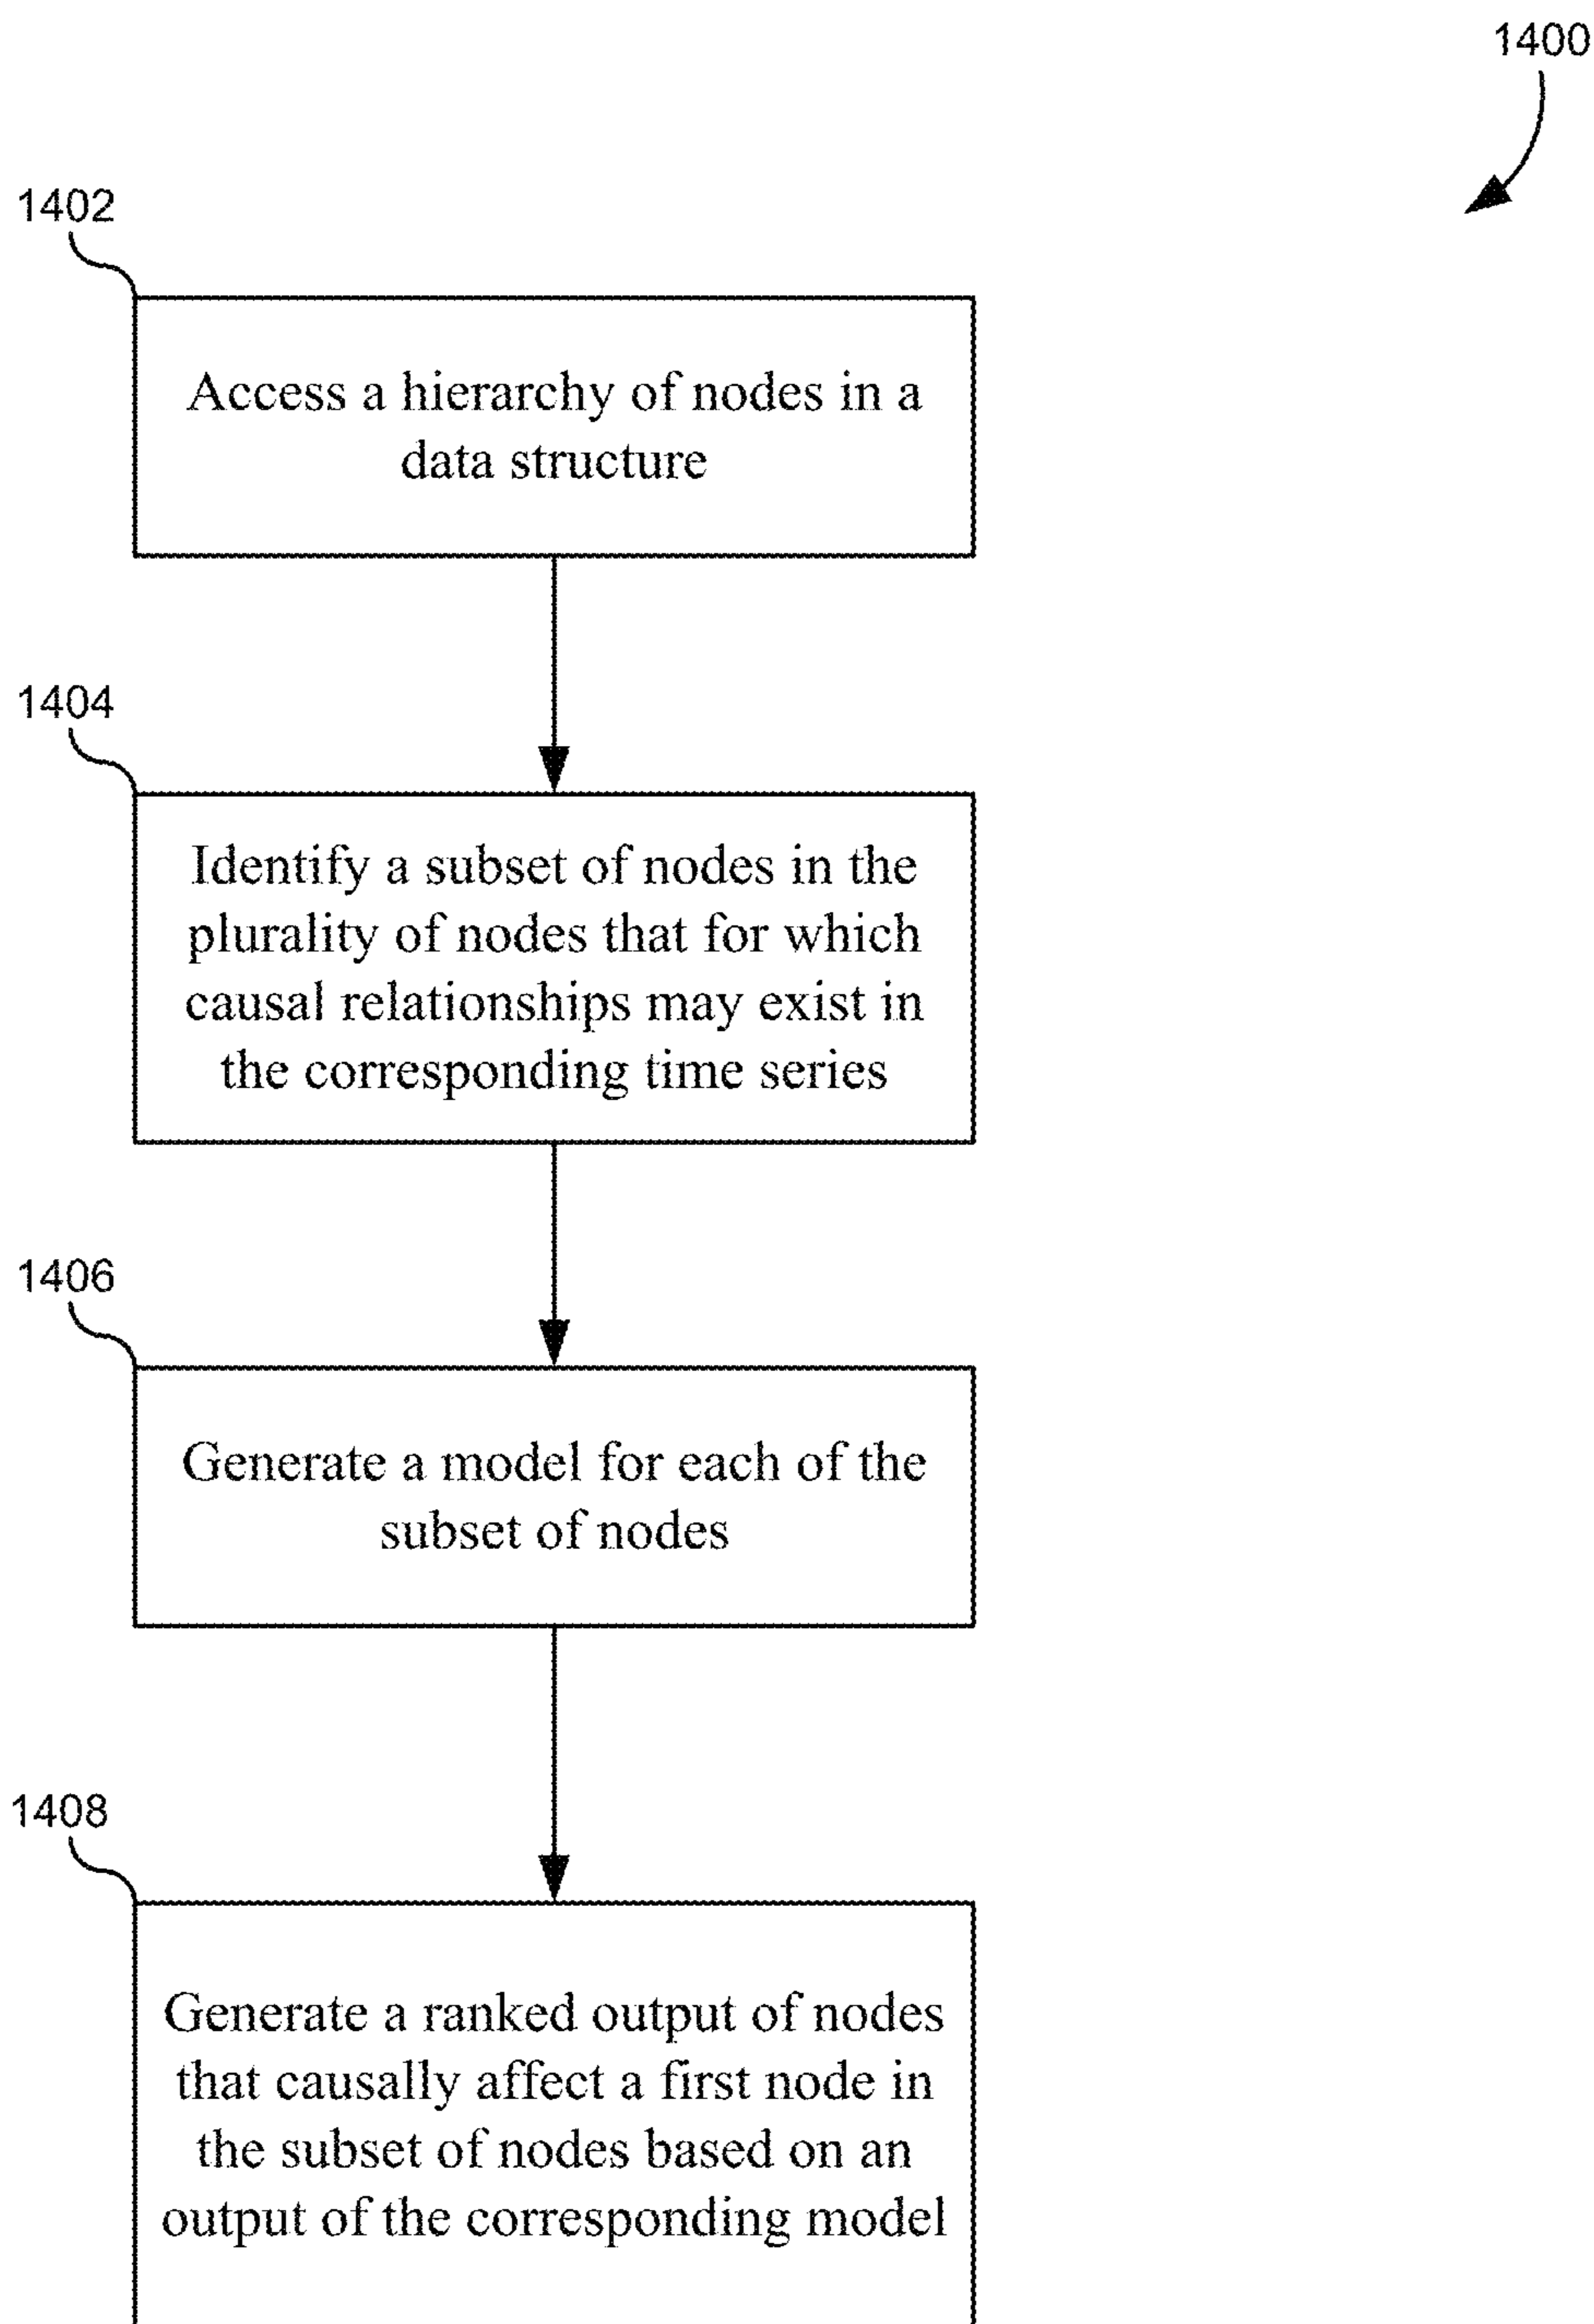 1400
1402
Access a hierarchy of nodes in a
data structure
1404
Identify a subset of nodes in the
plurality of nodes that for which
causal relationships may exist in
the corresponding time series
1406
Generate a model for each of the
subset of nodes
1408
Generate a ranked output of nodes
that causally affect a first node in
the subset of nodes based on an
output of the corresponding model